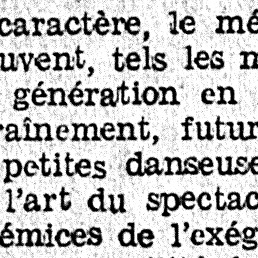 caractère, le mé
uvent, tels les m
génération en
raînement, futur
petites danseuse
l'art du spectac
émices de l'exég